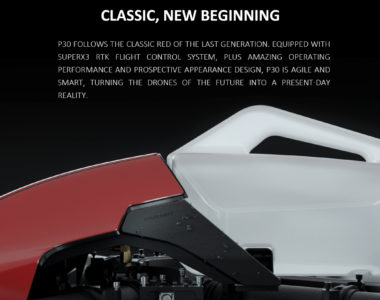 CLASSIC, NEW BEGINNING
P30 FOLLOWS THE CLASSIC RED OF THE LAST GENERATION. EQUIPPED WITH
SUPERX3 RTK FLIGHT CONTROL SYSTEM, PLUS AMAZING OPERATING
PERFORMANCE AND PROSPECTIVE APPEARANCE DESIGN, P30 IS AGILE AND
SMART, TURNING THE DRONES OF THE FUTURE INTO A PRESENT-DAY
REALITY.